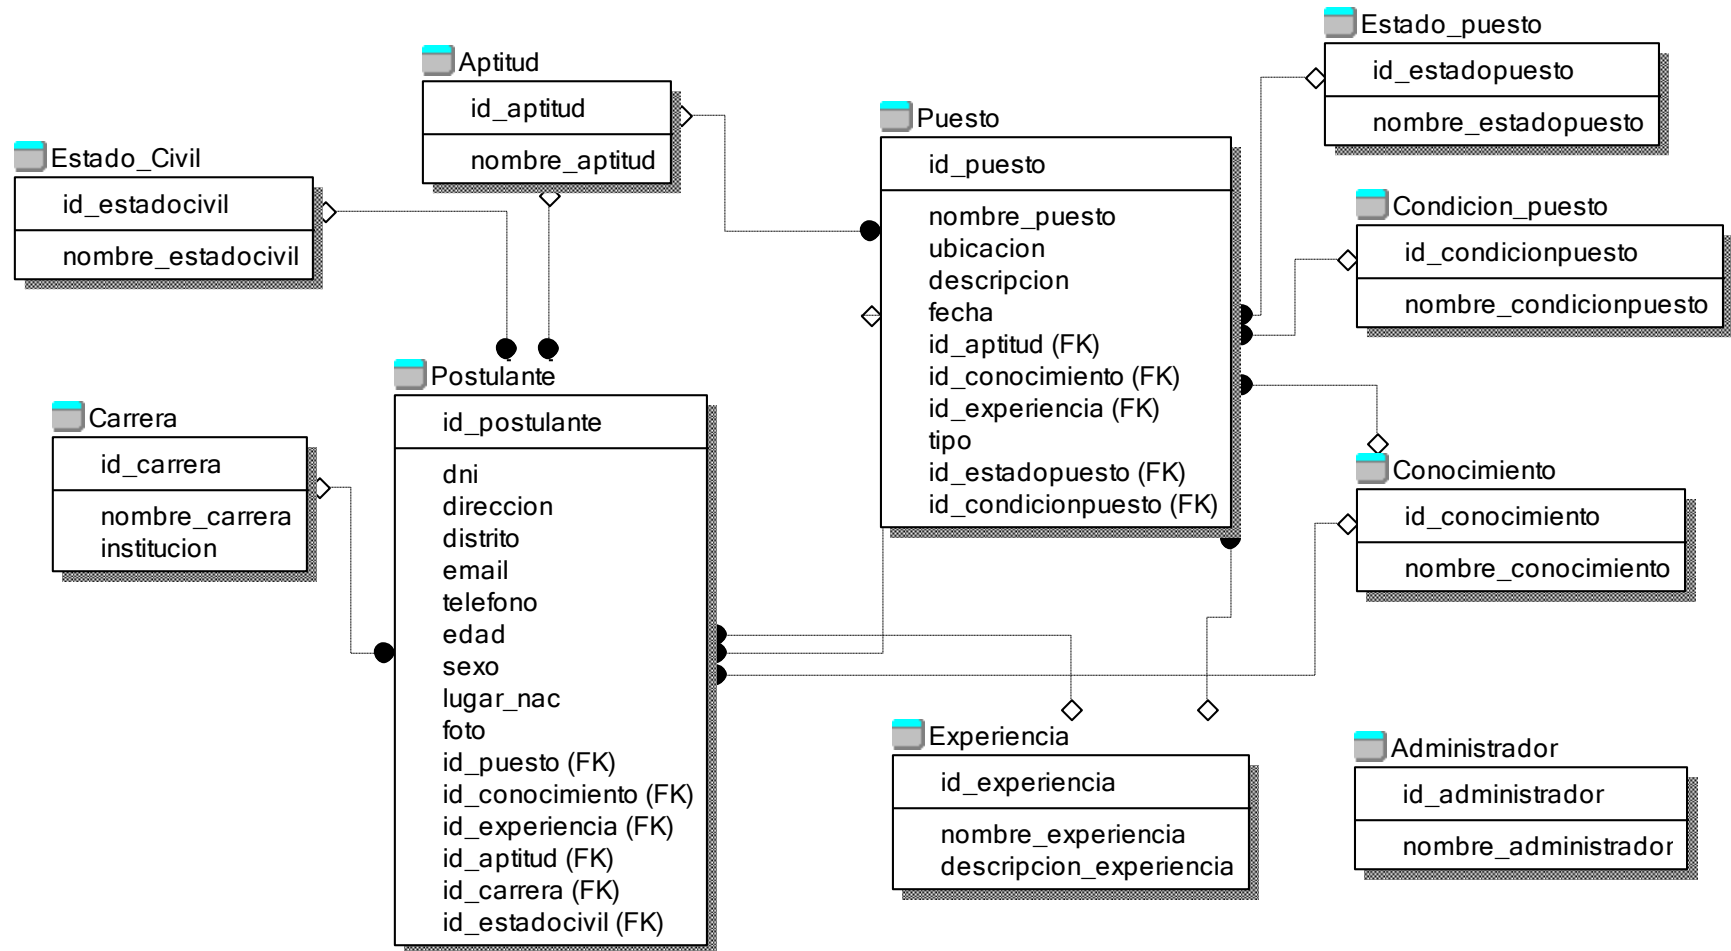 Estado_Civil
id_estadocivil
nombre_estadocivil
Aptitud
id_aptitud
nombre_aptitud
Puesto
id_puesto
nombre_puesto
ubicacion
descripcion
fecha
id_aptitud (FK)
id_conocimiento (FK)
id_experiencia (FK)
tipo
id_estadopuesto (FK)
id_condicionpuesto (FK)
Estado_puesto
id_estadopuesto
nombre_estadopuesto
Condicion_puesto
id_condicionpuesto
nombre_condicionpuesto
Carrera
id_carrera
nombre_carrera
institucion
Postulante
id_postulante
dni
direccion
distrito
email
telefono
edad
sexo
lugar_nac
foto
id_puesto (FK)
id_conocimiento (FK)
id_experiencia (FK)
id_aptitud (FK)
id_carrera (FK)
id_estadocivil (FK)
Conocimiento
id_conocimiento
nombre_conocimiento
Experiencia
id_experiencia
nombre_experiencia
descripcion_experiencia
Administrador
id_administrador
nombre_administrador